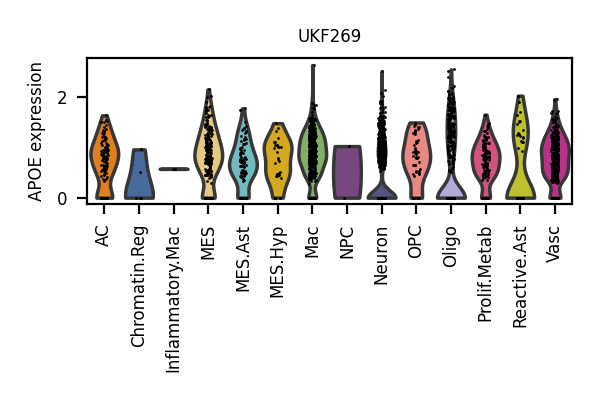 UKF269
APOE expression
2
0
AC
Chromatin.Reg
Inflammatory.Mac
MES
MES.Ast
MES.Hyp
Mac
NPC
Neuron
OPC
Oligo
Prolif.Metab
Reactive.Ast
Vasc